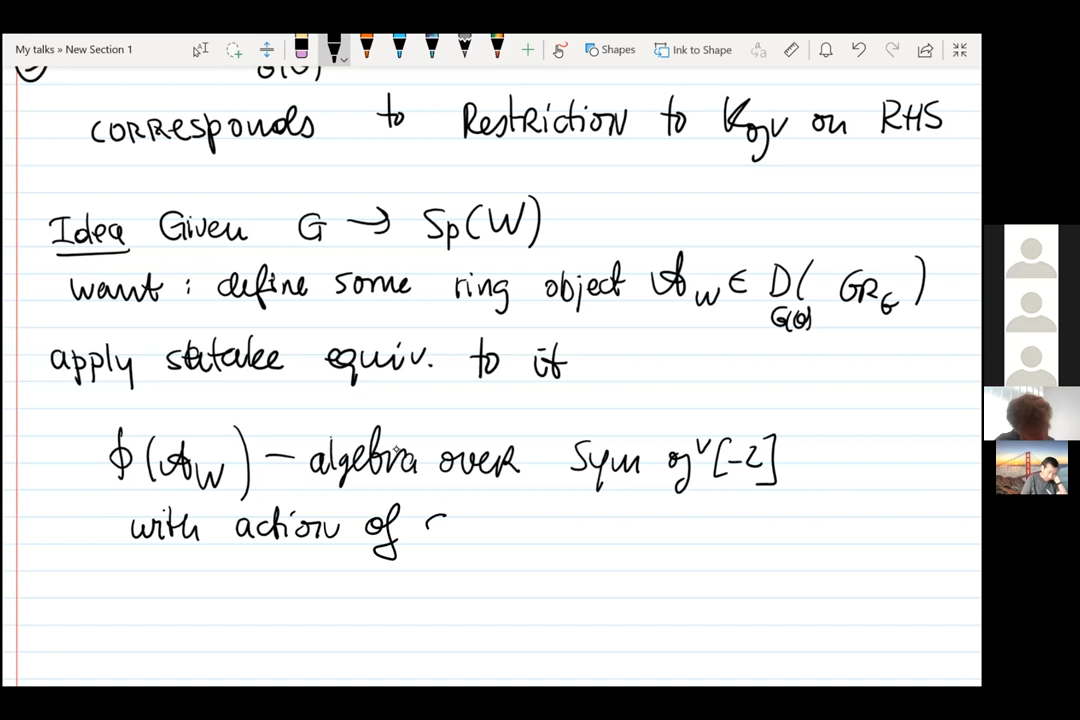 My talks » New Section 1
Shapes
Ink to Shape
G(O)
corresponds to Restriction to K_{g^∨} on RHS
Idea Given G → Sp(W)
want: define some ring object 𝒜_W ∈ D_{G(O)}(GR_G)
apply satake equiv. to it
Φ(𝒜_W) – algebra over Sym g^∨[-2]
with action of